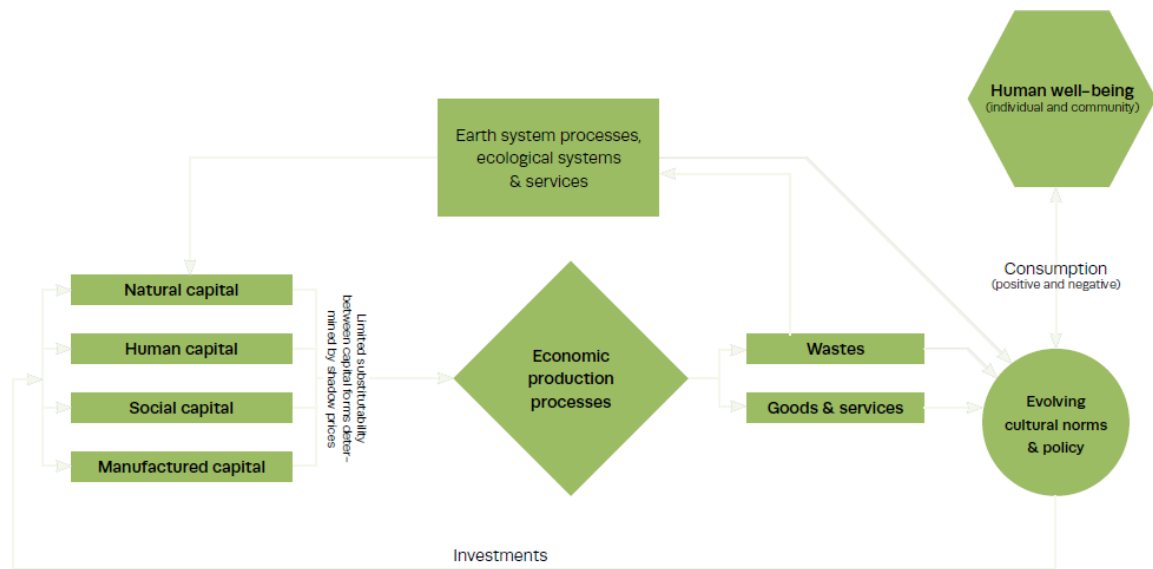 Human well-being
(individual and community)
Earth system processes,
ecological systems
& services
Consumption
(positive and negative)
Natural capital
Human capital
Social capital
Manufactured capital
Limited substitutability
between capital forms deter-
mined by shadow prices
Economic
production
processes
Wastes
Goods & services
Evolving
cultural norms
& policy
Investments